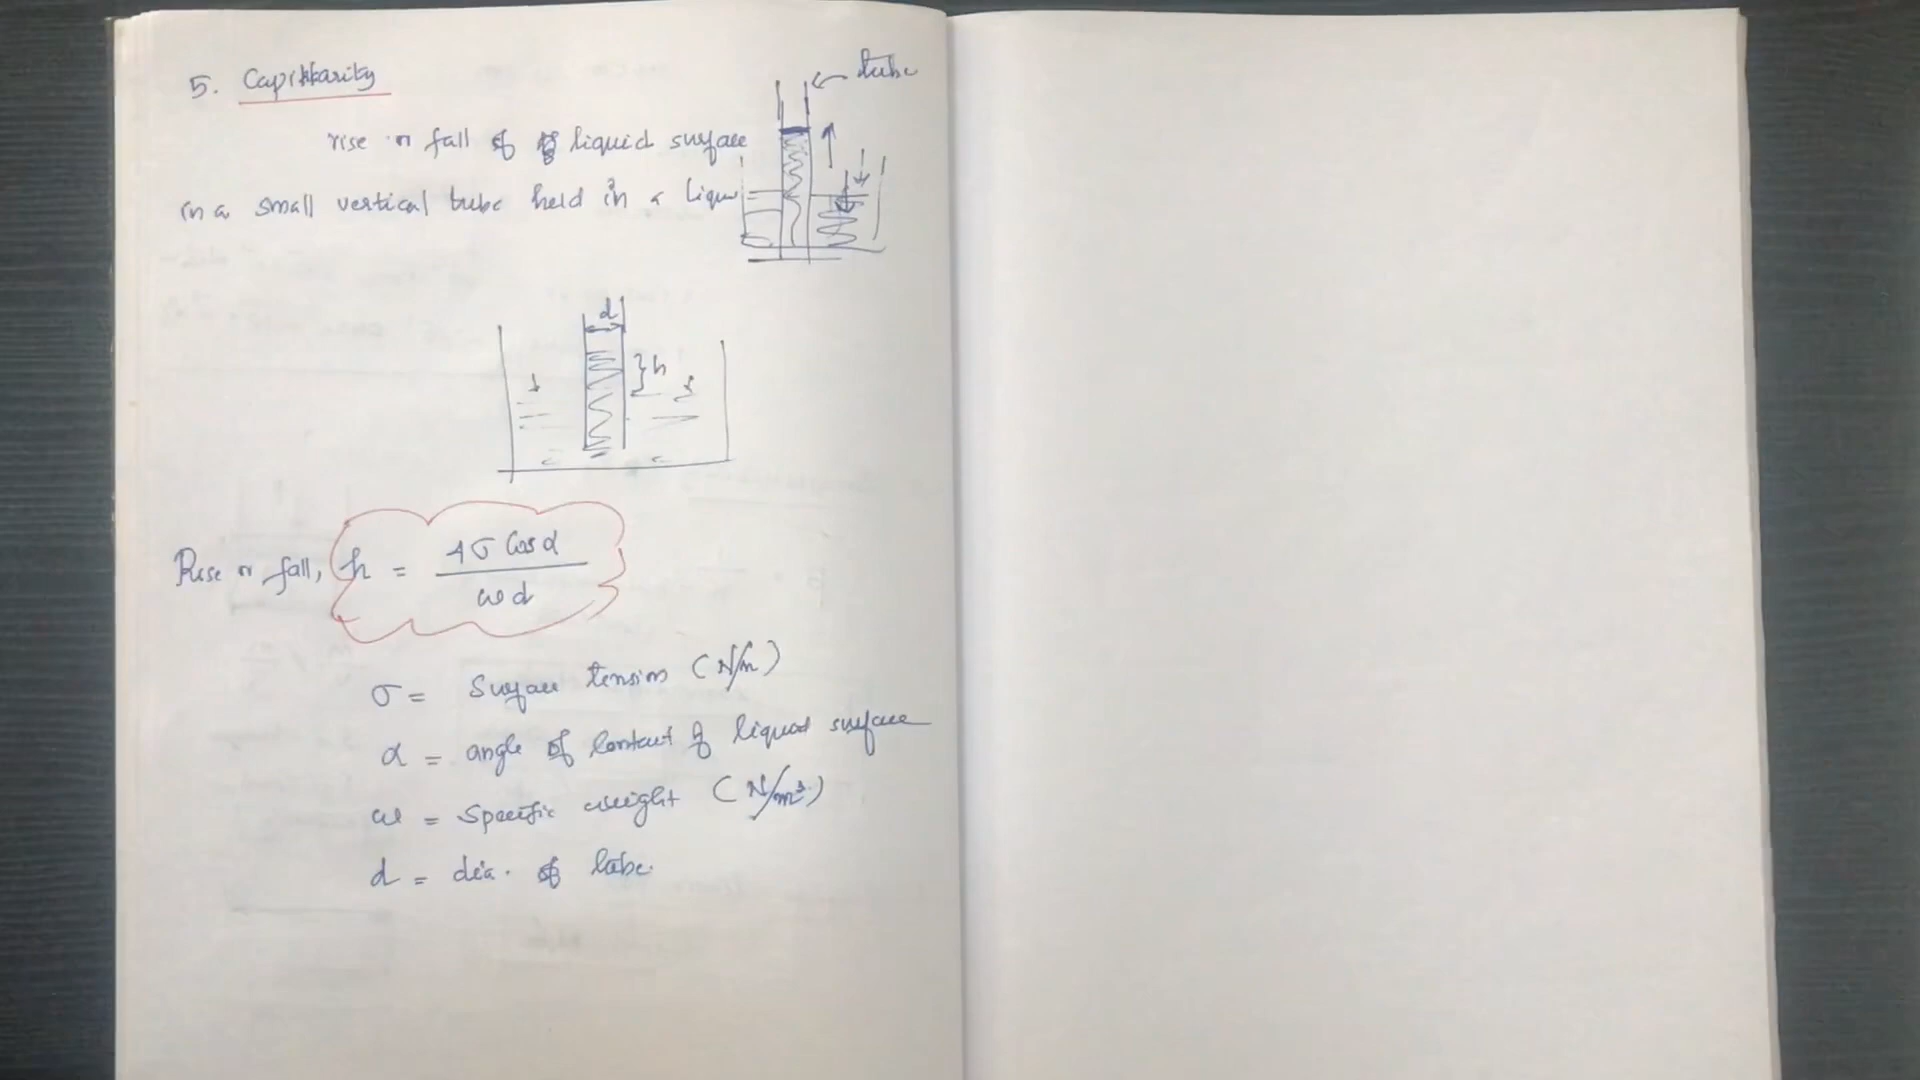 5. Capillarity
tube
rise or fall of liquid surface
in a small vertical tube held in a liqu
d
h
Rise or fall, h = 4σ Cos α / ω d
σ = Surface tension (N/m)
α = angle of contact of liquid surface
ω = Specific weight (N/m³)
d = dia. of tube.